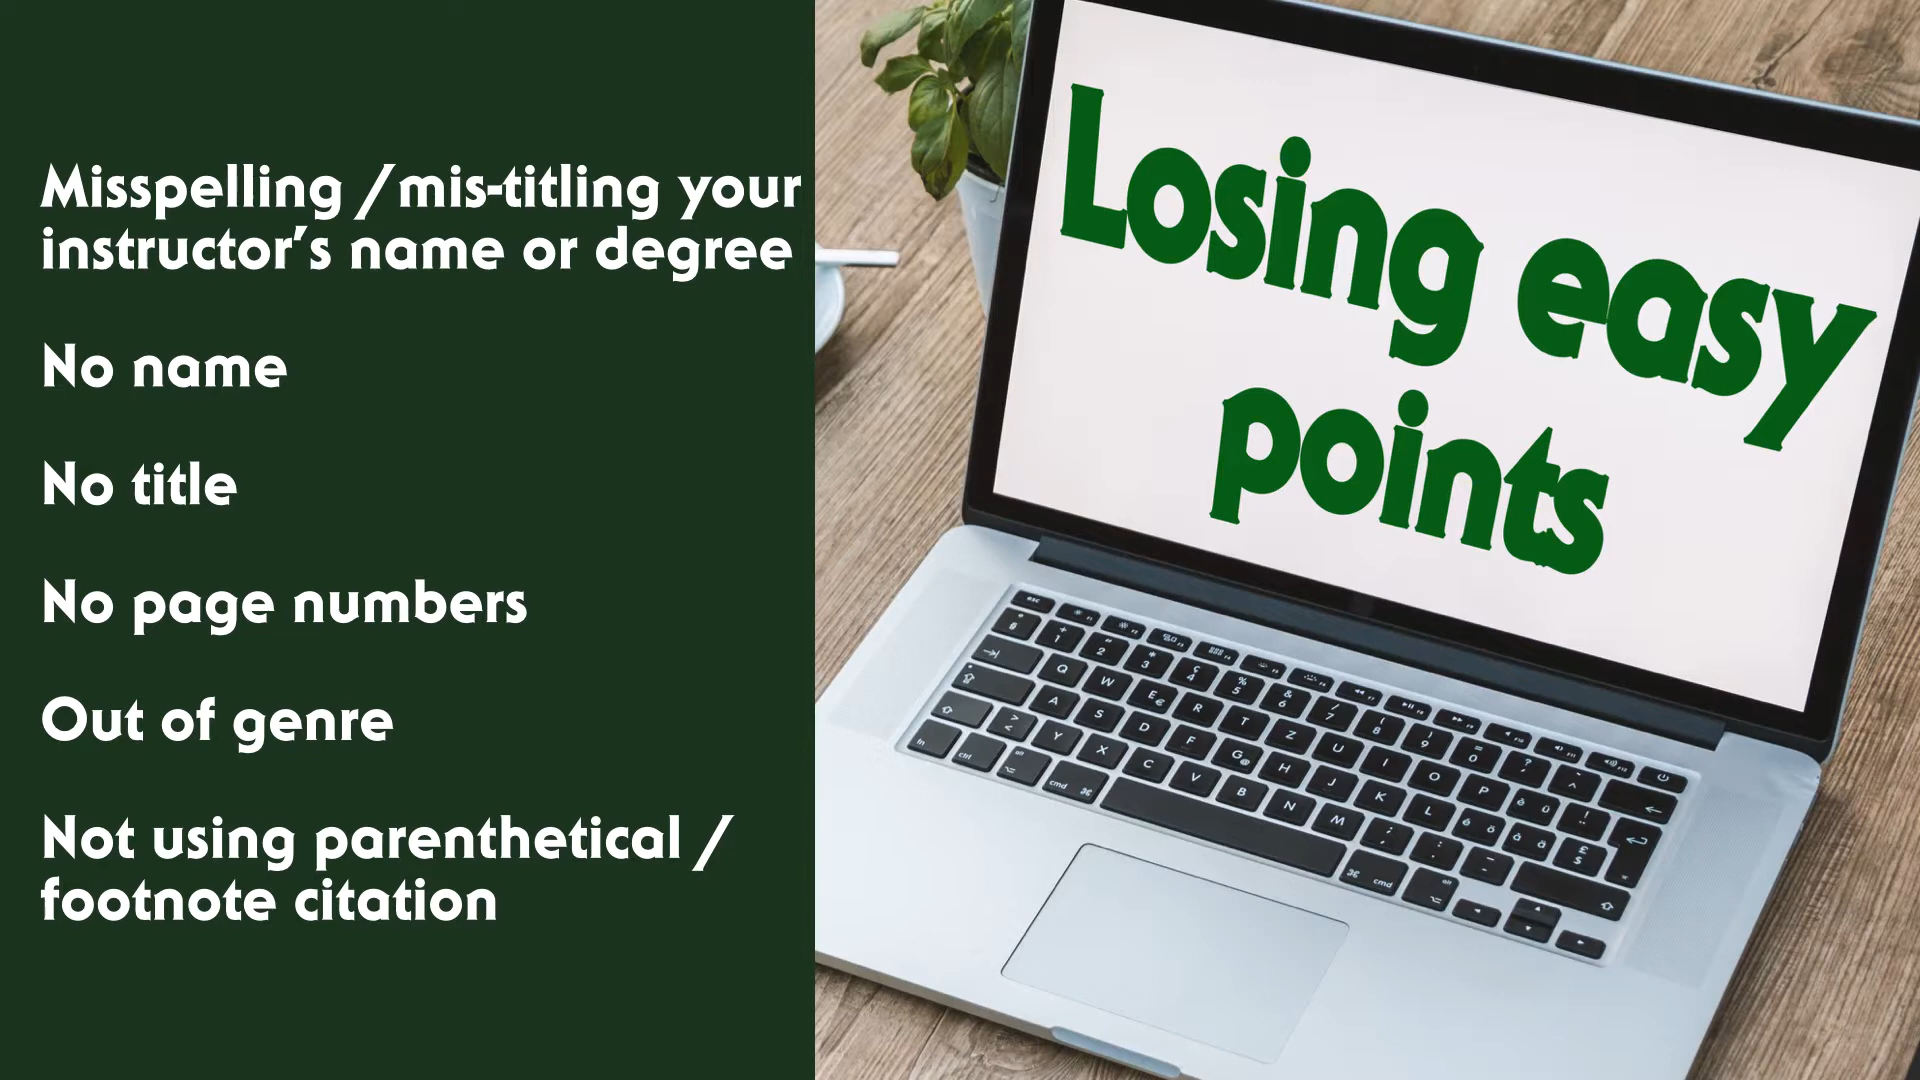 Misspelling / mis-titling your
instructor's name or degree
No name
No title
No page numbers
Out of genre
Not using parenthetical /
footnote citation
Losing easy
points